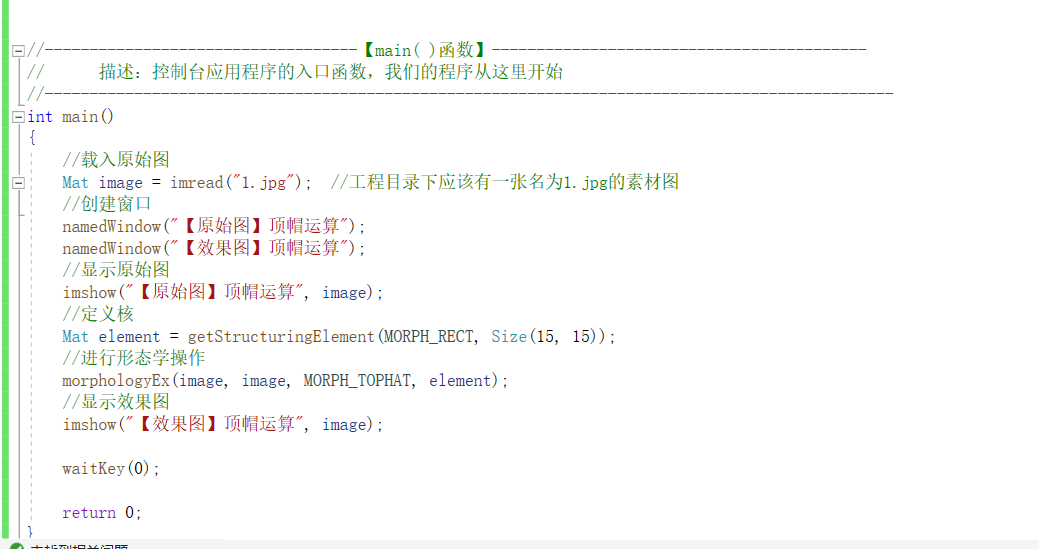 //-----------------------------------【main( )函数】------------------------------------------
//      描述：控制台应用程序的入口函数，我们的程序从这里开始
//-----------------------------------------------------------------------------------------------
int main()
{
    //载入原始图
    Mat image = imread("1.jpg");  //工程目录下应该有一张名为1.jpg的素材图
    //创建窗口
    namedWindow("【原始图】顶帽运算");
    namedWindow("【效果图】顶帽运算");
    //显示原始图
    imshow("【原始图】顶帽运算", image);
    //定义核
    Mat element = getStructuringElement(MORPH_RECT, Size(15, 15));
    //进行形态学操作
    morphologyEx(image, image, MORPH_TOPHAT, element);
    //显示效果图
    imshow("【效果图】顶帽运算", image);
    waitKey(0);
    return 0;
}
未找到相关问题